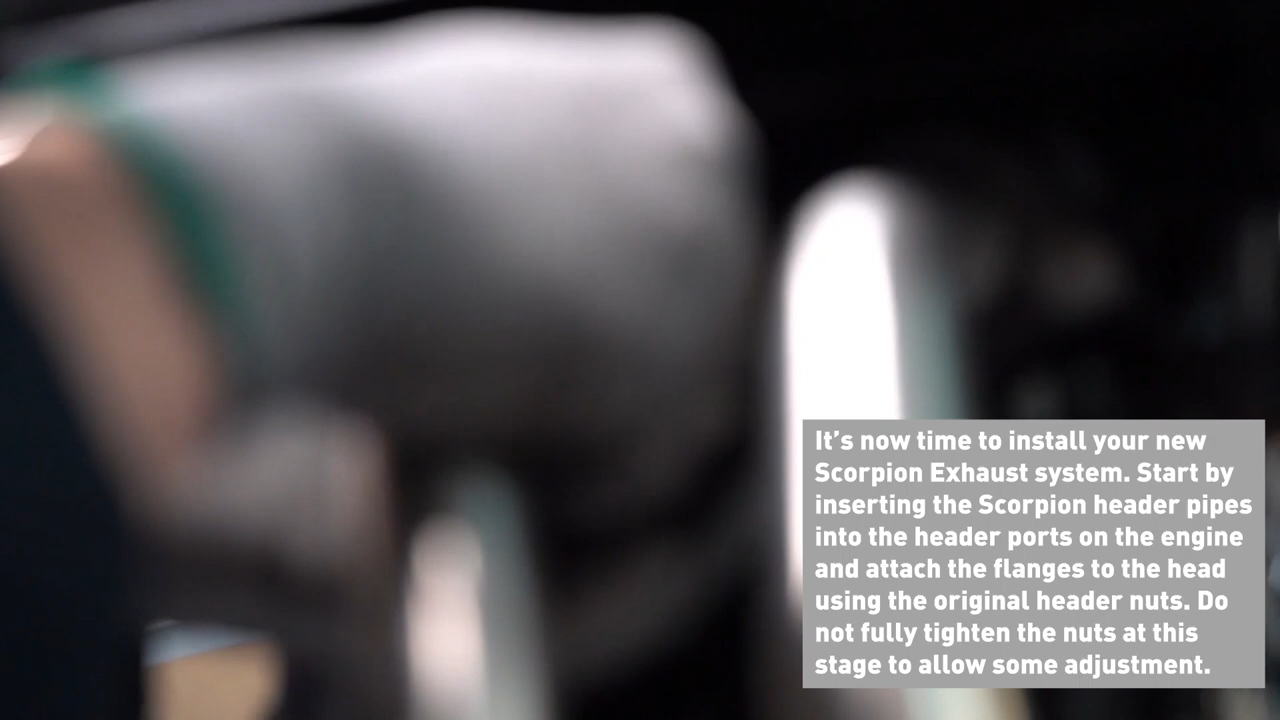 It’s now time to install your new
Scorpion Exhaust system. Start by
inserting the Scorpion header pipes
into the header ports on the engine
and attach the flanges to the head
using the original header nuts. Do
not fully tighten the nuts at this
stage to allow some adjustment.